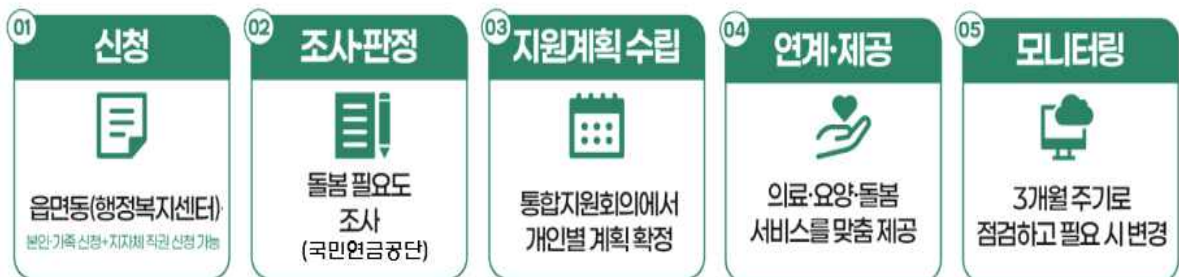 01
신청
읍면동(행정복지센터)
본인·가족 신청+지자체 직권 신청 가능
02
조사·판정
돌봄 필요도
조사
(국민연금공단)
03
지원계획 수립
통합지원회의에서
개인별 계획 확정
04
연계·제공
의료·요양·돌봄
서비스를 맞춤 제공
05
모니터링
3개월 주기로
점검하고 필요 시 변경